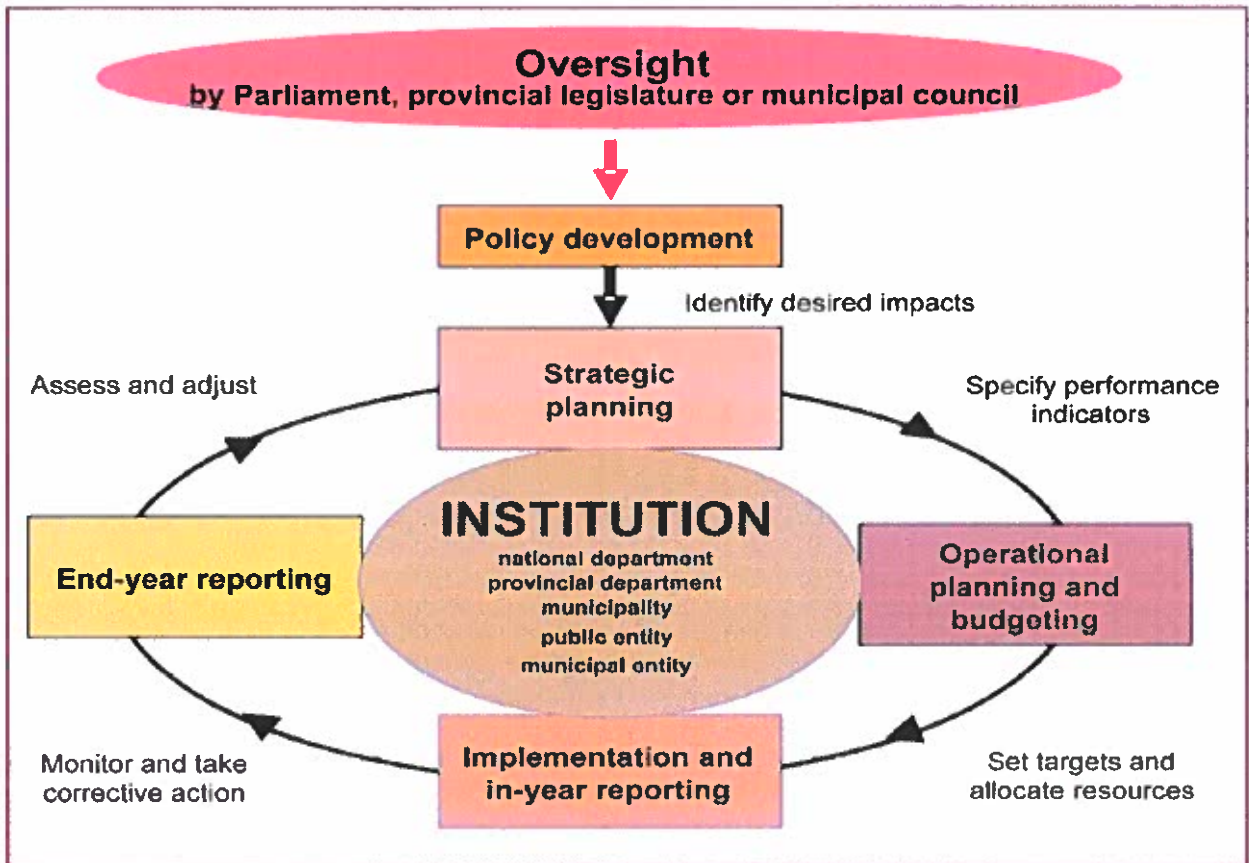 Oversight
by Parliament, provincial legislature or municipal council
Policy development
Identify desired impacts
Strategic
planning
Assess and adjust
Specify performance
indicators
INSTITUTION
national department
provincial department
municipality
public entity
municipal entity
End-year reporting
Operational
planning and
budgeting
Implementation and
in-year reporting
Monitor and take
corrective action
Set targets and
allocate resources